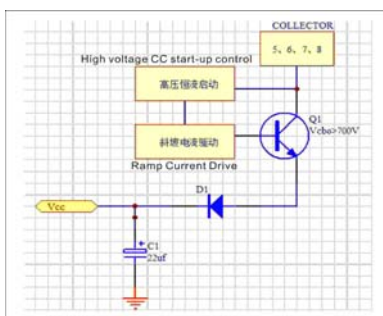 COLLECTOR
5、6、7、8
High voltage CC start-up control
高压恒流启动
Q1
Vcbo>700V
斜坡电流驱动
Ramp Current Drive
D1
Vcc
C1
22uf